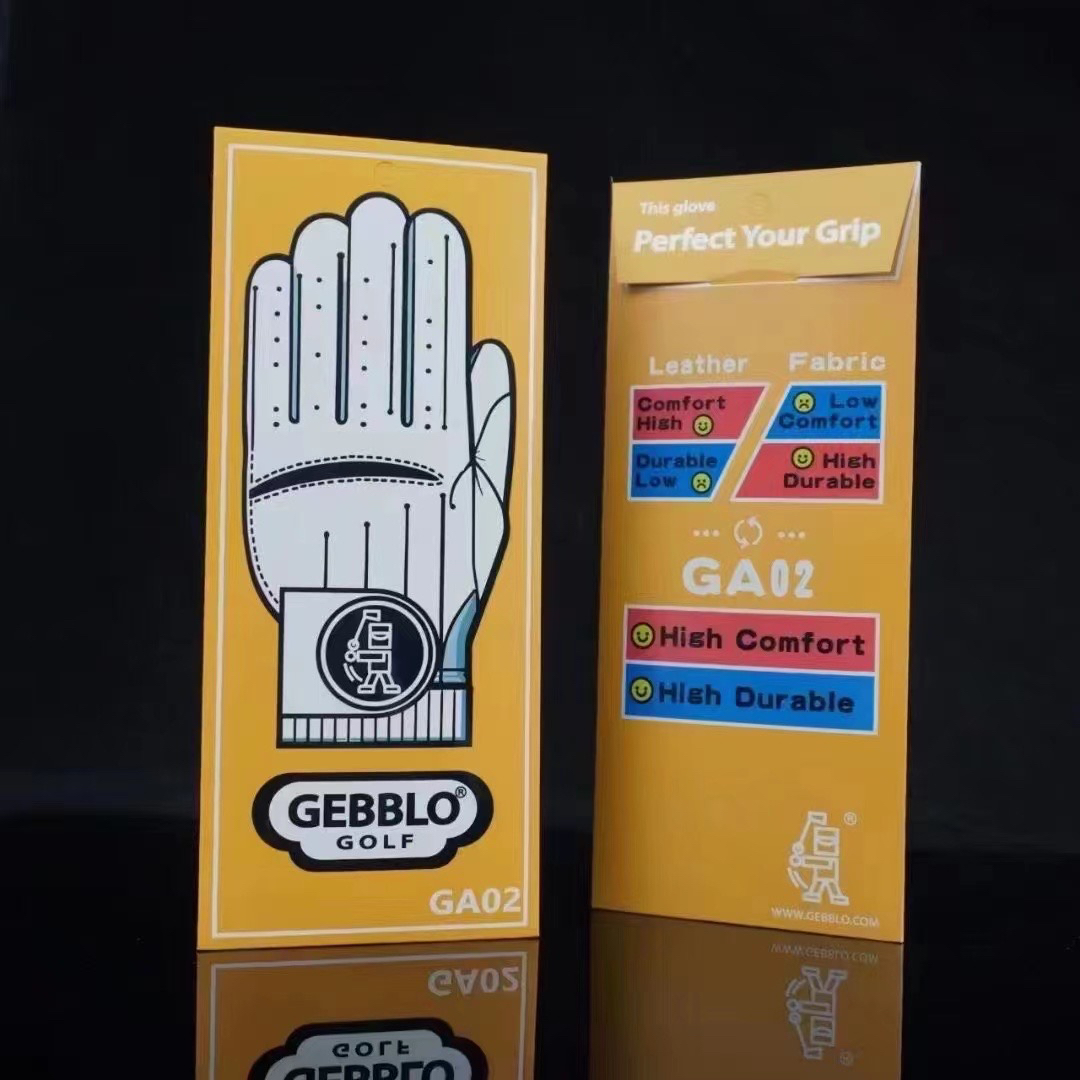 GEBBLO®
GOLF
GA02
This glove
Perfect Your Grip
Leather Fabric
Comfort
High
Low
Comfort
Durable
Low
High
Durable
GA02
High Comfort
High Durable
®
WWW.GEBBLO.COM